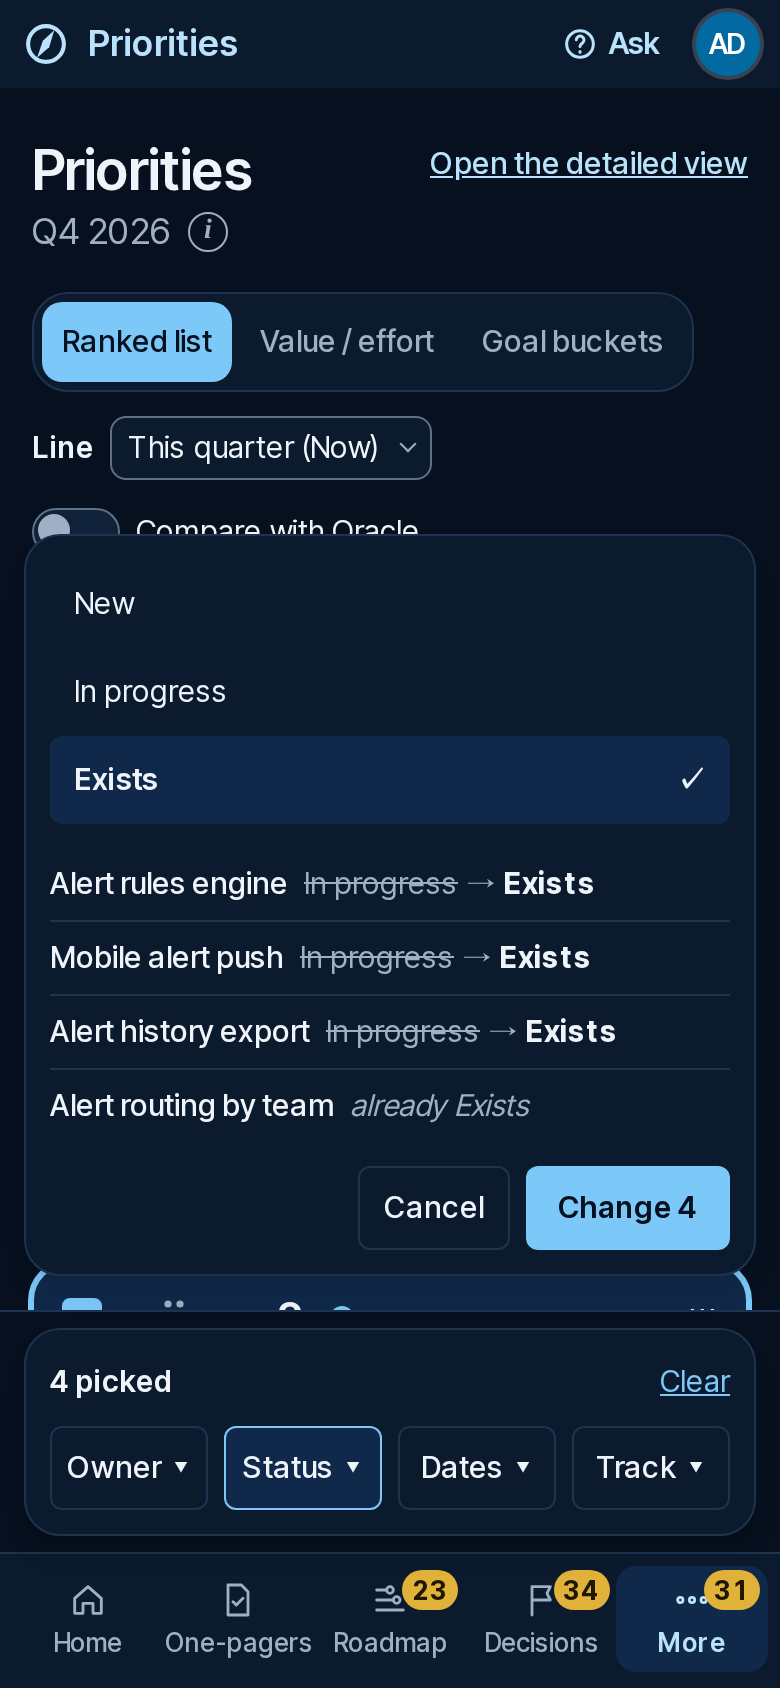 Priorities
Ask
AD
Priorities
Open the detailed view
Q4 2026 i
Ranked list
Value / effort
Goal buckets
Line
This quarter (Now)
Compare with Oracle
New
In progress
Exists ✓
Alert rules engine In progress → Exists
Mobile alert push In progress → Exists
Alert history export In progress → Exists
Alert routing by team already Exists
Cancel
Change 4
4 picked
Clear
Owner ▼
Status ▼
Dates ▼
Track ▼
23
34
31
Home
One-pagers
Roadmap
Decisions
More